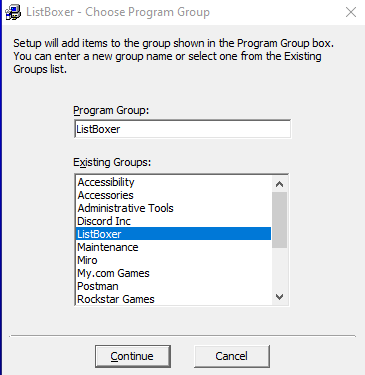 ListBoxer - Choose Program Group
Setup will add items to the group shown in the Program Group box.
You can enter a new group name or select one from the Existing
Groups list.
Program Group:
ListBoxer
Existing Groups:
Accessibility
Accessories
Administrative Tools
Discord Inc
ListBoxer
Maintenance
Miro
My.com Games
Postman
Rockstar Games
Continue
Cancel